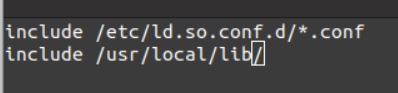 include /etc/ld.so.conf.d/*.conf
include /usr/local/lib/